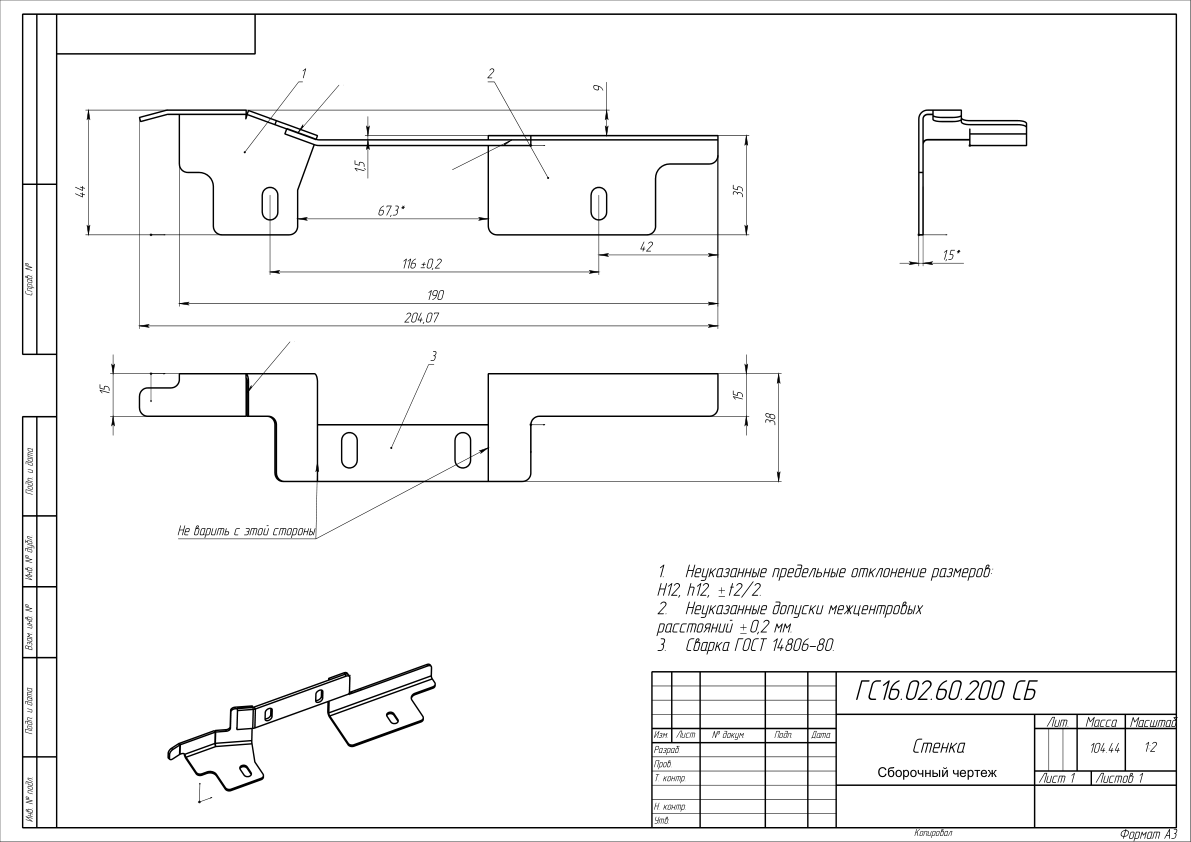 1
2
9
44
1,5
67,3*
35
42
116 ±0,2
190
204,07
1,5*
3
15
15
38
Не варить с этой стороны
1. Неуказанные предельные отклонение размеров:
H12, h12, ±t2/2.
2. Неуказанные допуски межцентровых
расстояний ±0,2 мм.
3. Сварка ГОСТ 14806-80.
Справ. №
Подп. и дата
Инв. № дубл.
Взам. инв. №
Подп. и дата
Инв. № подл.
ГС16.02.60.200 СБ
Изм. Лист № докум. Подп. Дата
Разраб.
Пров.
Т. контр.
Н. контр.
Утв.
Стенка
Сборочный чертеж
Лит. Масса Масштаб
104.44 1:2
Лист 1 Листов 1
Копировал Формат А3